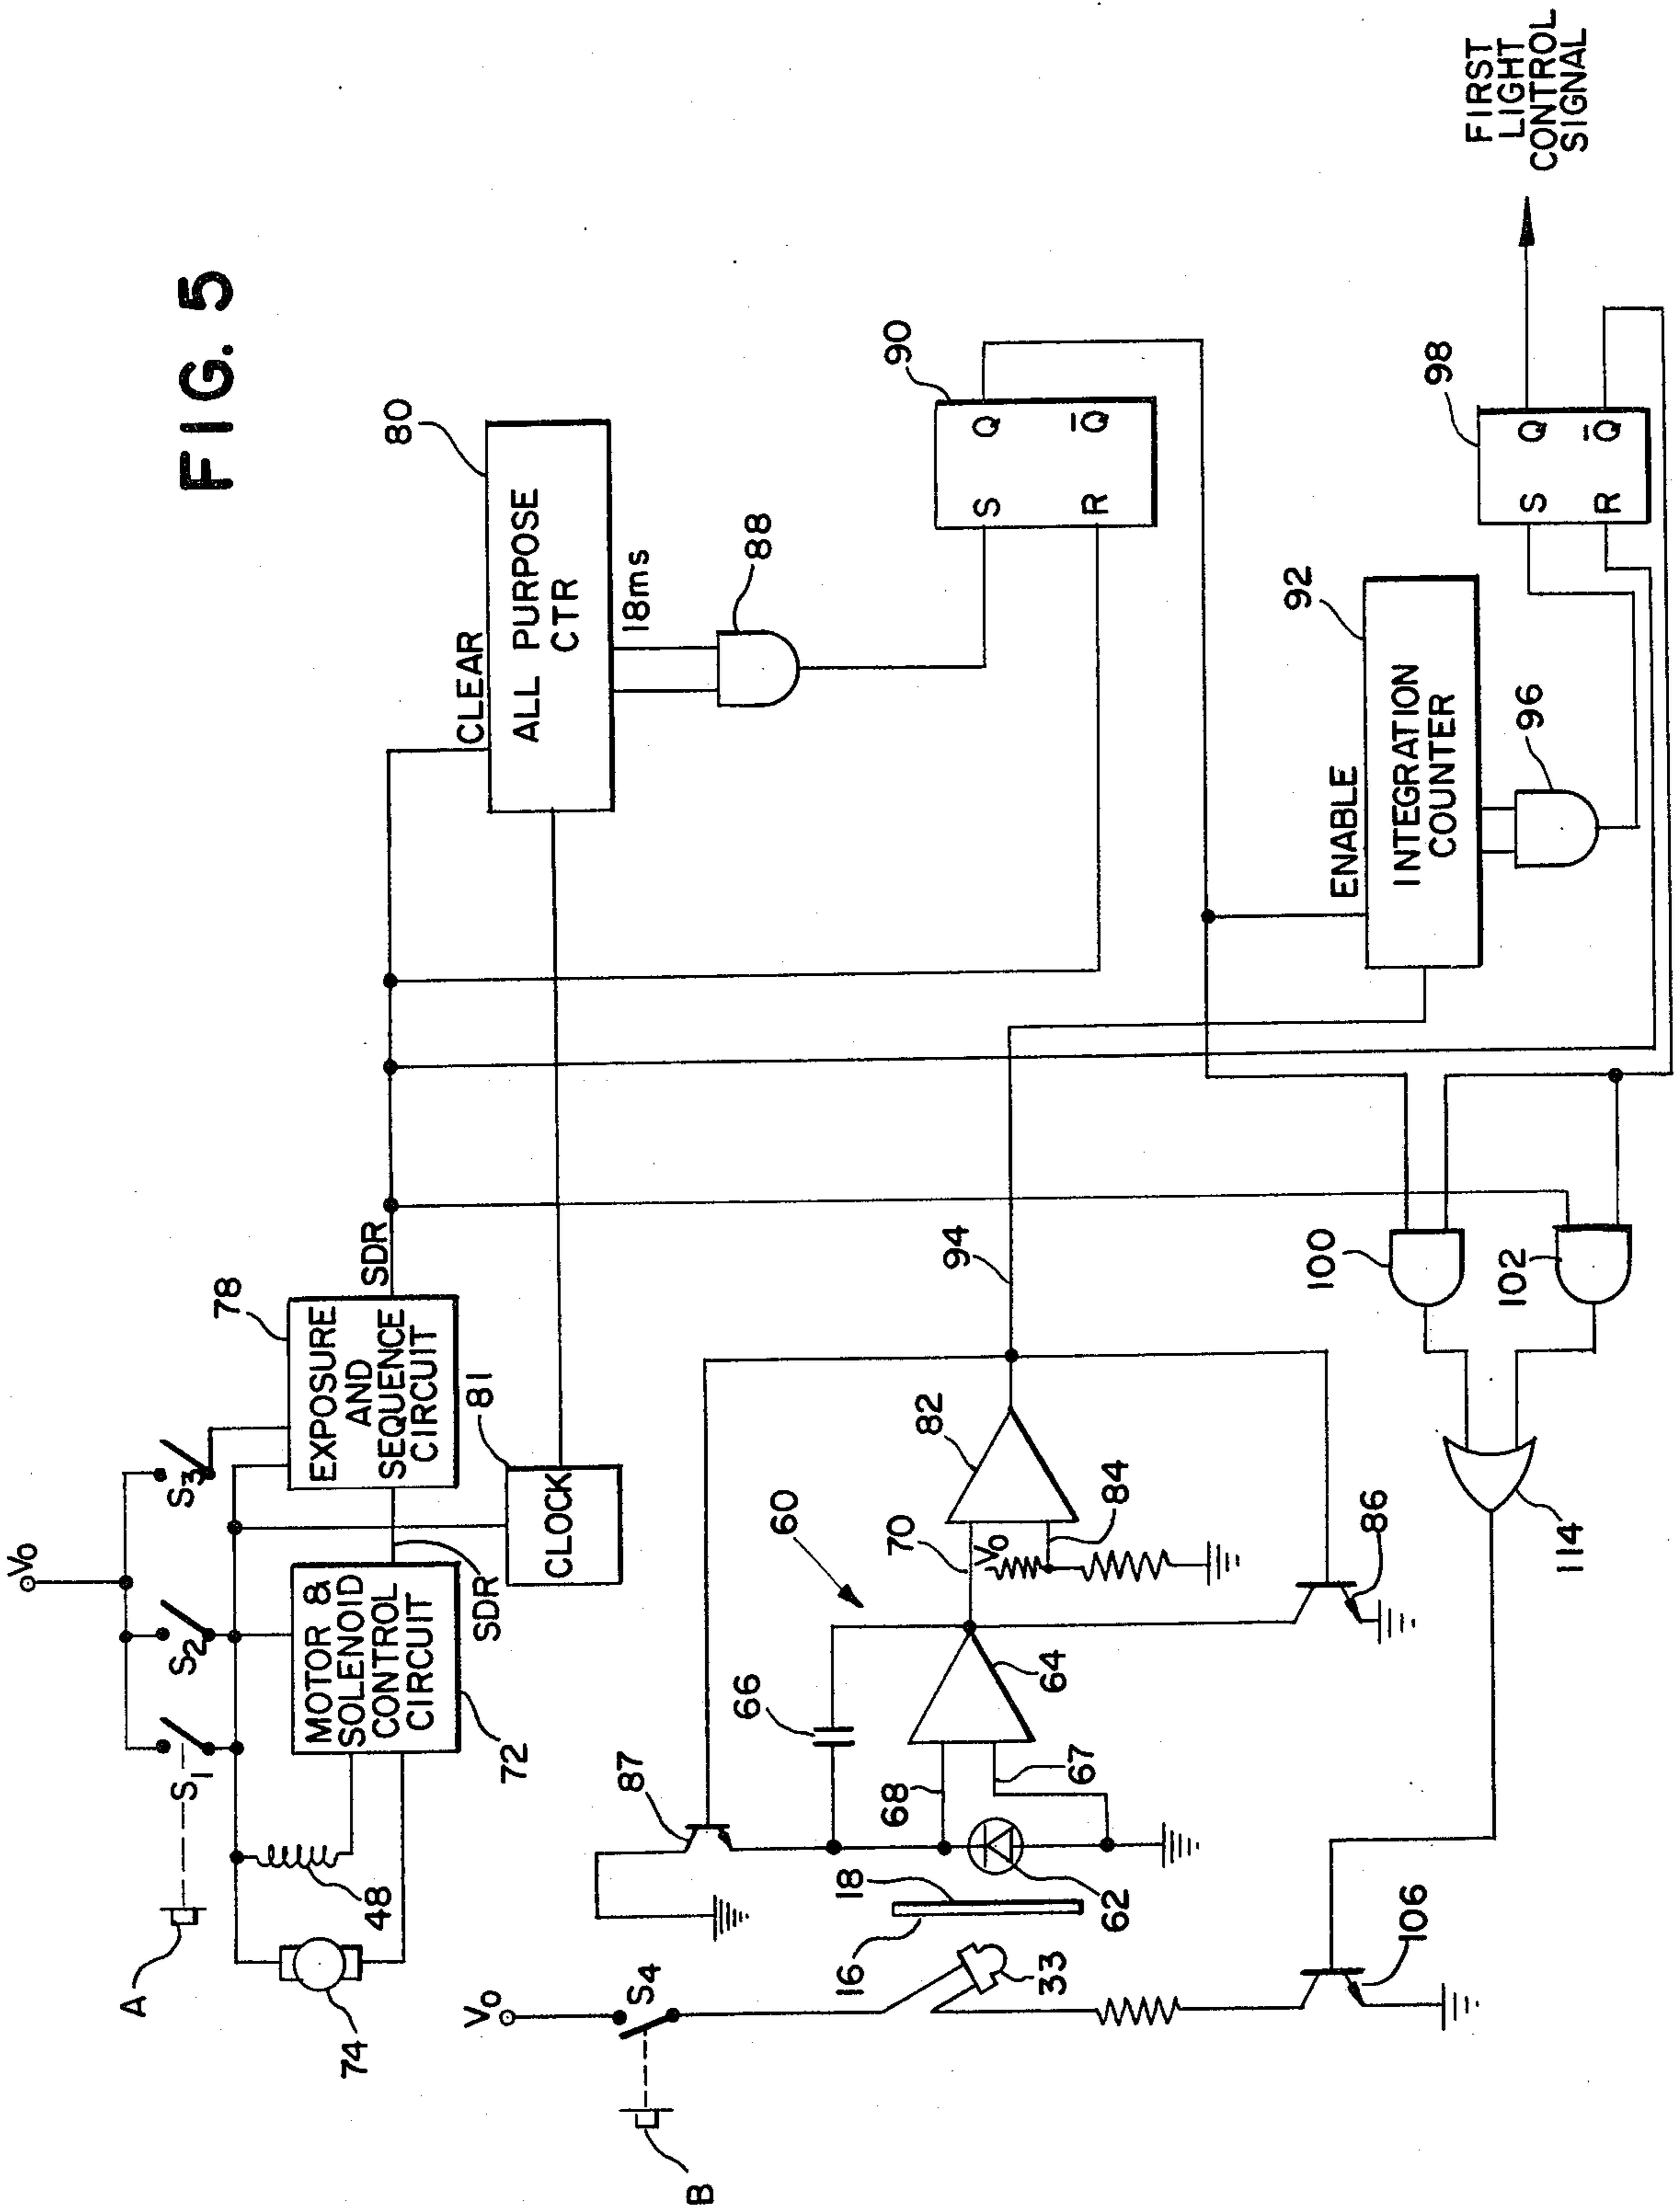 FIG. 5
V0
S1
S2
S3
A
74
48
MOTOR &
SOLENOID
CONTROL
CIRCUIT
72
SDR
78
EXPOSURE
AND
SEQUENCE
CIRCUIT
SDR
81
CLOCK
CLEAR
80
ALL PURPOSE
CTR
18ms
88
90
S
Q
R
Q̅
V0
S4
B
33
16
18
62
87
66
68
67
64
60
70
V0
84
82
86
94
92
ENABLE
INTEGRATION
COUNTER
96
98
S
Q
R
Q̅
FIRST
LIGHT
CONTROL
SIGNAL
100
102
114
106